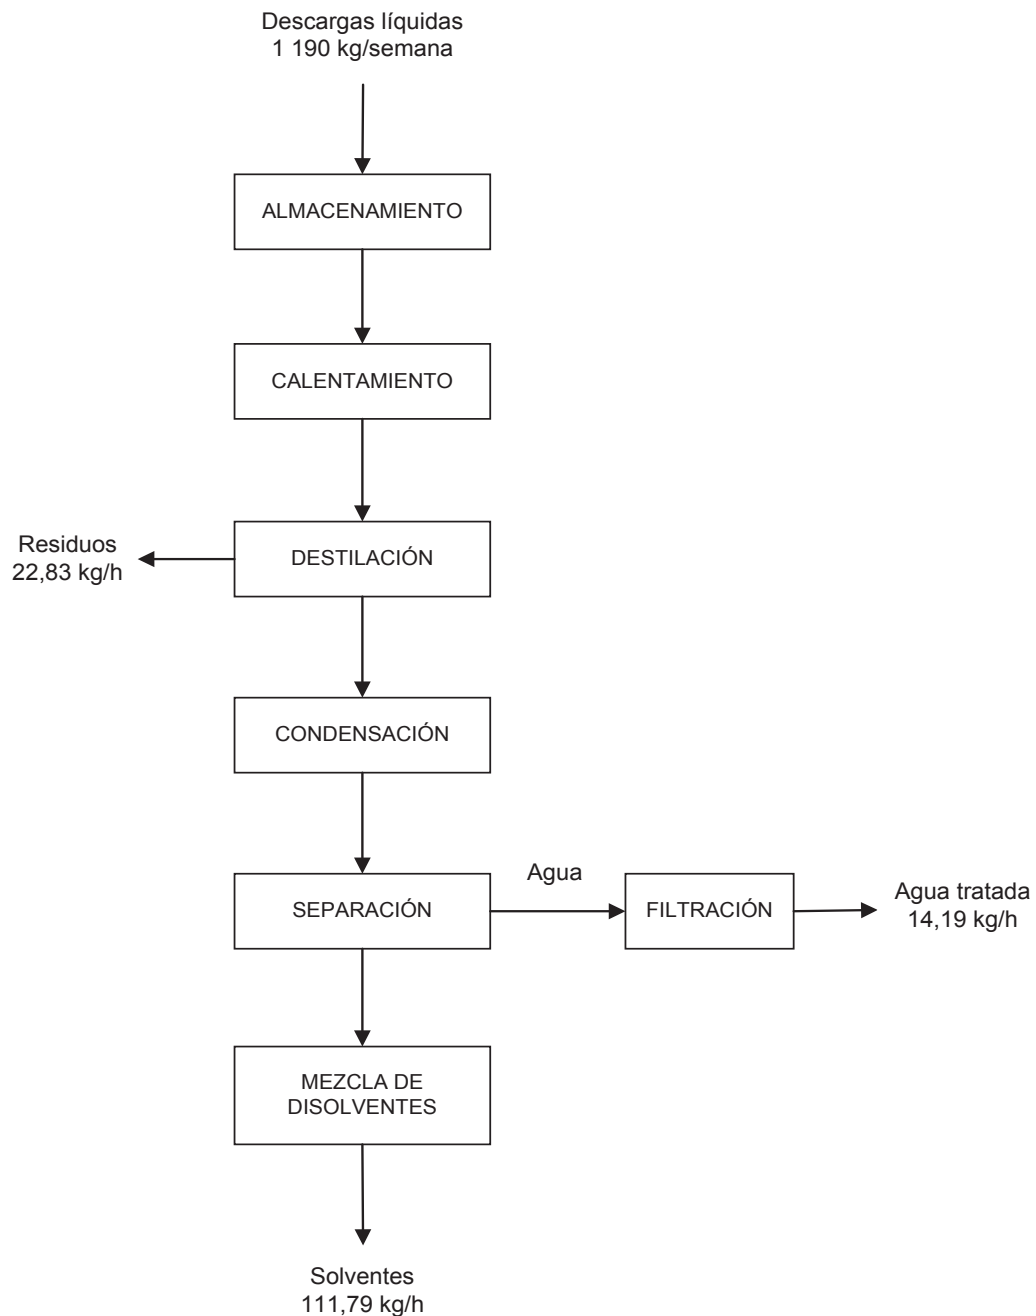 Descargas líquidas
1 190 kg/semana
ALMACENAMIENTO
CALENTAMIENTO
Residuos
22,83 kg/h
DESTILACIÓN
CONDENSACIÓN
SEPARACIÓN
Agua
FILTRACIÓN
Agua tratada
14,19 kg/h
MEZCLA DE
DISOLVENTES
Solventes
111,79 kg/h